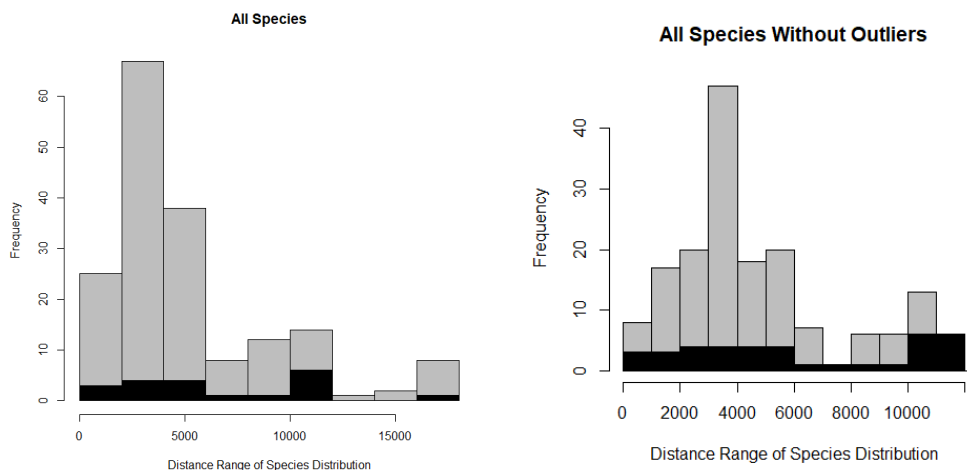 All Species
Frequency
60
50
40
30
20
10
0
0 5000 10000 15000
Distance Range of Species Distribution
All Species Without Outliers
Frequency
40
30
20
10
0
0 2000 4000 6000 8000 10000
Distance Range of Species Distribution